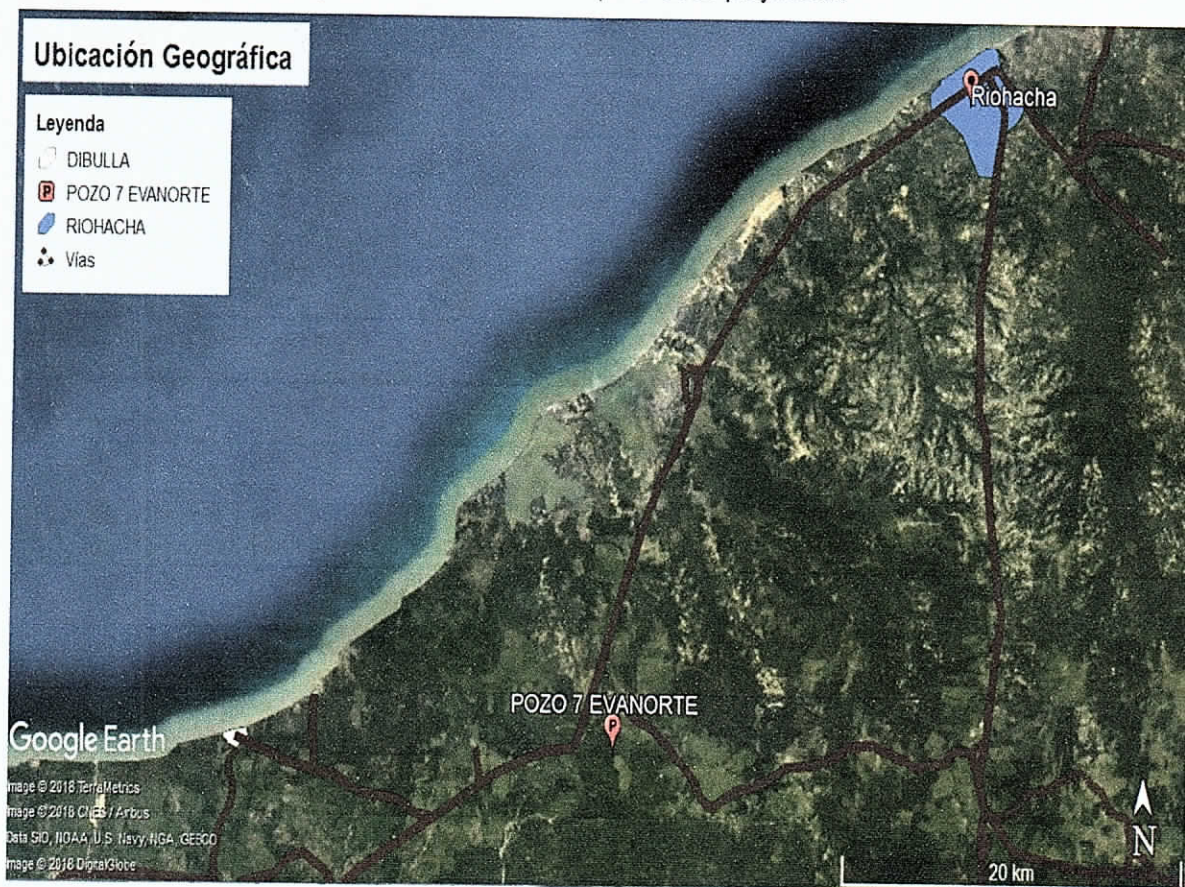 Ubicación Geográfica
Leyenda
DIBULLA
P POZO 7 EVANORTE
RIOHACHA
Vías
Riohacha
POZO 7 EVANORTE
P
Google Earth
Image © 2018 TerraMetrics
Image © 2018 CNES / Airbus
Data SIO, NOAA, U.S. Navy, NGA, GEBCO
Image © 2018 DigitalGlobe
N
20 km